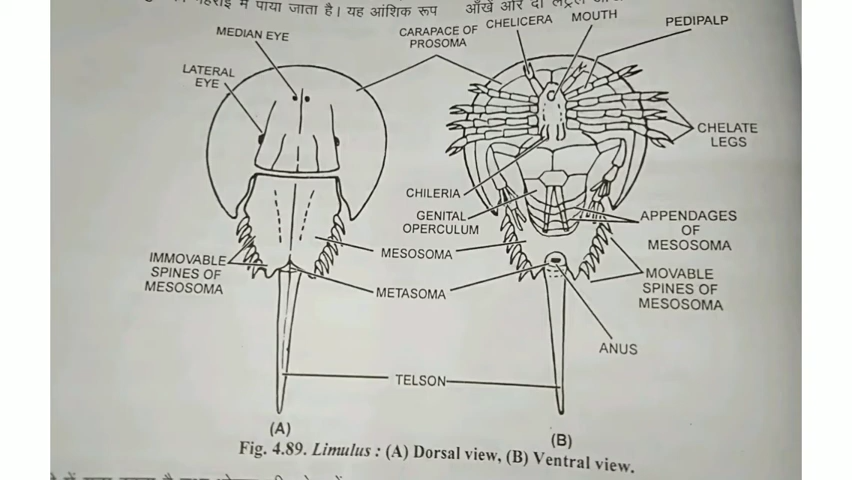 में पाया जाता है। यह आंशिक रूप
आँखें और दो
MEDIAN EYE
CARAPACE OF
PROSOMA
CHELICERA
MOUTH
PEDIPALP
LATERAL
EYE
CHELATE
LEGS
CHILERIA
GENITAL
OPERCULUM
APPENDAGES
OF
MESOSOMA
MESOSOMA
IMMOVABLE
SPINES OF
MESOSOMA
METASOMA
MOVABLE
SPINES OF
MESOSOMA
ANUS
TELSON
(A)
(B)
Fig. 4.89. Limulus : (A) Dorsal view, (B) Ventral view.